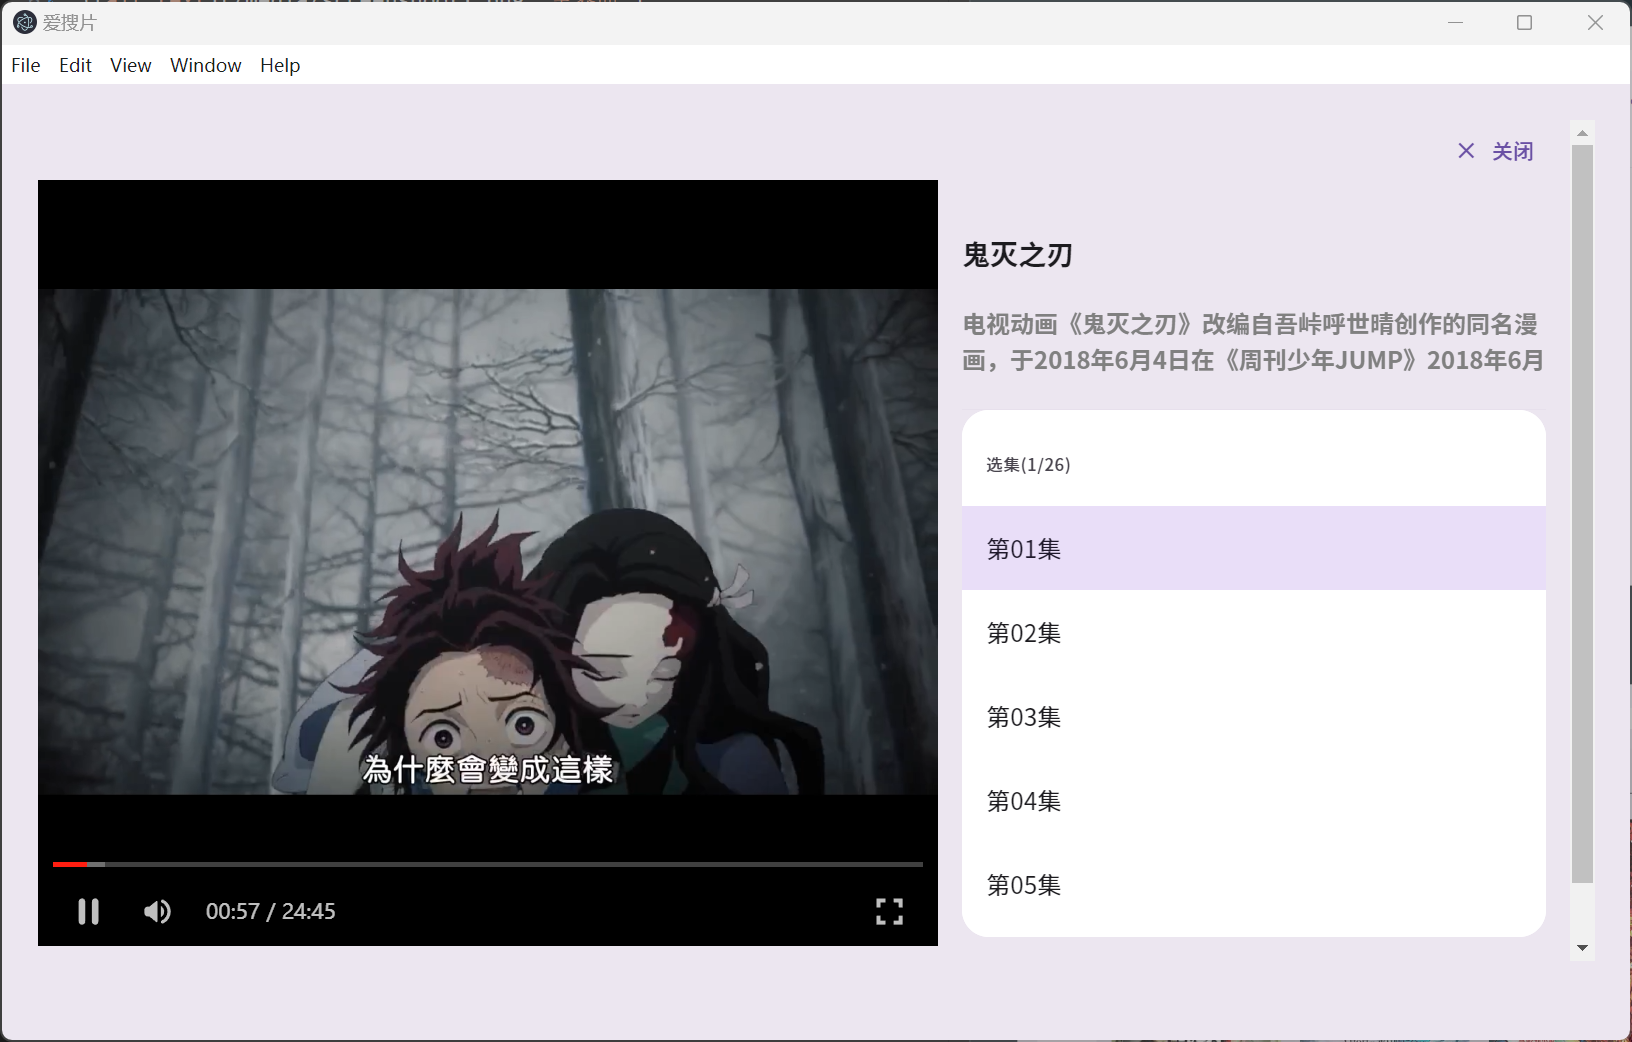 爱搜片
File Edit View Window Help
关闭
鬼灭之刃
电视动画《鬼灭之刃》改编自吾峠呼世晴创作的同名漫
画，于2018年6月4日在《周刊少年JUMP》2018年6月
选集(1/26)
第01集
第02集
第03集
第04集
第05集
為什麼會變成這樣
00:57 / 24:45